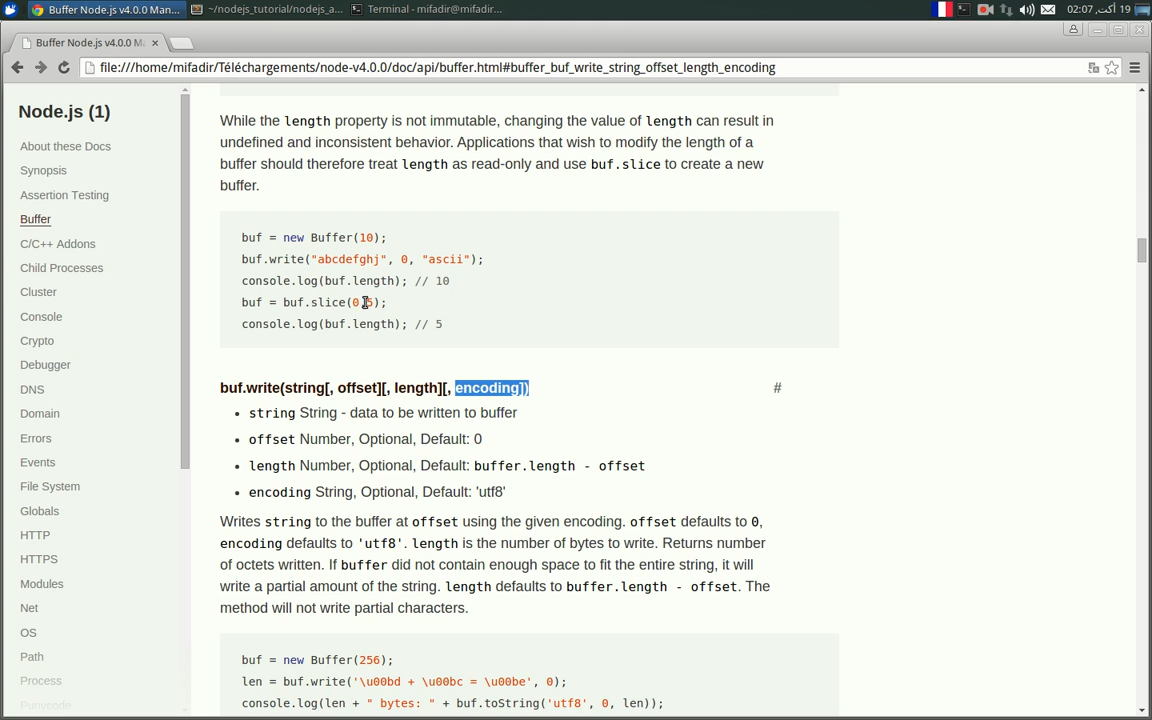 Buffer Node.js v4.0.0 Man...
~/nodejs_tutorial/nodejs_a...
Terminal - mifadir@mifadir...
19 أكت, 02:07
Buffer Node.js v4.0.0 Ma
file:///home/mifadir/Téléchargements/node-v4.0.0/doc/api/buffer.html#buffer_buf_write_string_offset_length_encoding
Node.js (1)
About these Docs
Synopsis
Assertion Testing
Buffer
C/C++ Addons
Child Processes
Cluster
Console
Crypto
Debugger
DNS
Domain
Errors
Events
File System
Globals
HTTP
HTTPS
Modules
Net
OS
Path
Process
Punycode
While the length property is not immutable, changing the value of length can result in
undefined and inconsistent behavior. Applications that wish to modify the length of a
buffer should therefore treat length as read-only and use buf.slice to create a new
buffer.
buf = new Buffer(10);
buf.write("abcdefghj", 0, "ascii");
console.log(buf.length); // 10
buf = buf.slice(0,5);
console.log(buf.length); // 5
buf.write(string[, offset][, length][, encoding])
#
• string String - data to be written to buffer
• offset Number, Optional, Default: 0
• length Number, Optional, Default: buffer.length - offset
• encoding String, Optional, Default: 'utf8'
Writes string to the buffer at offset using the given encoding. offset defaults to 0,
encoding defaults to 'utf8'. length is the number of bytes to write. Returns number
of octets written. If buffer did not contain enough space to fit the entire string, it will
write a partial amount of the string. length defaults to buffer.length - offset. The
method will not write partial characters.
buf = new Buffer(256);
len = buf.write('\u00bd + \u00bc = \u00be', 0);
console.log(len + " bytes: " + buf.toString('utf8', 0, len));